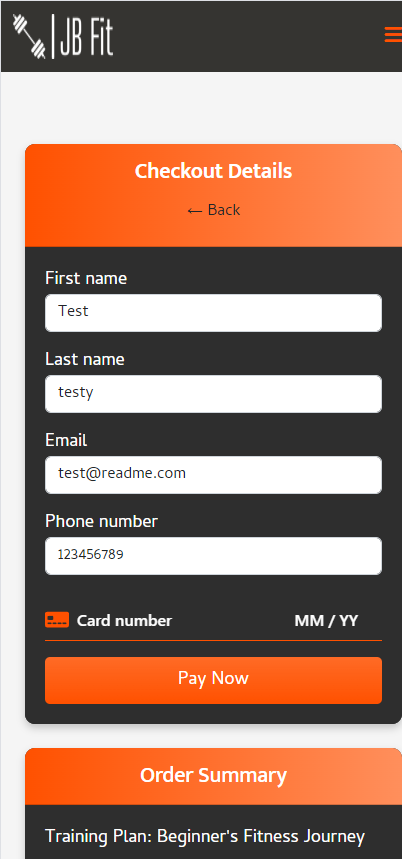 JB Fit
Checkout Details
← Back
First name
Test
Last name
testy
Email
test@readme.com
Phone number
123456789
Card number MM / YY
Pay Now
Order Summary
Training Plan: Beginner's Fitness Journey